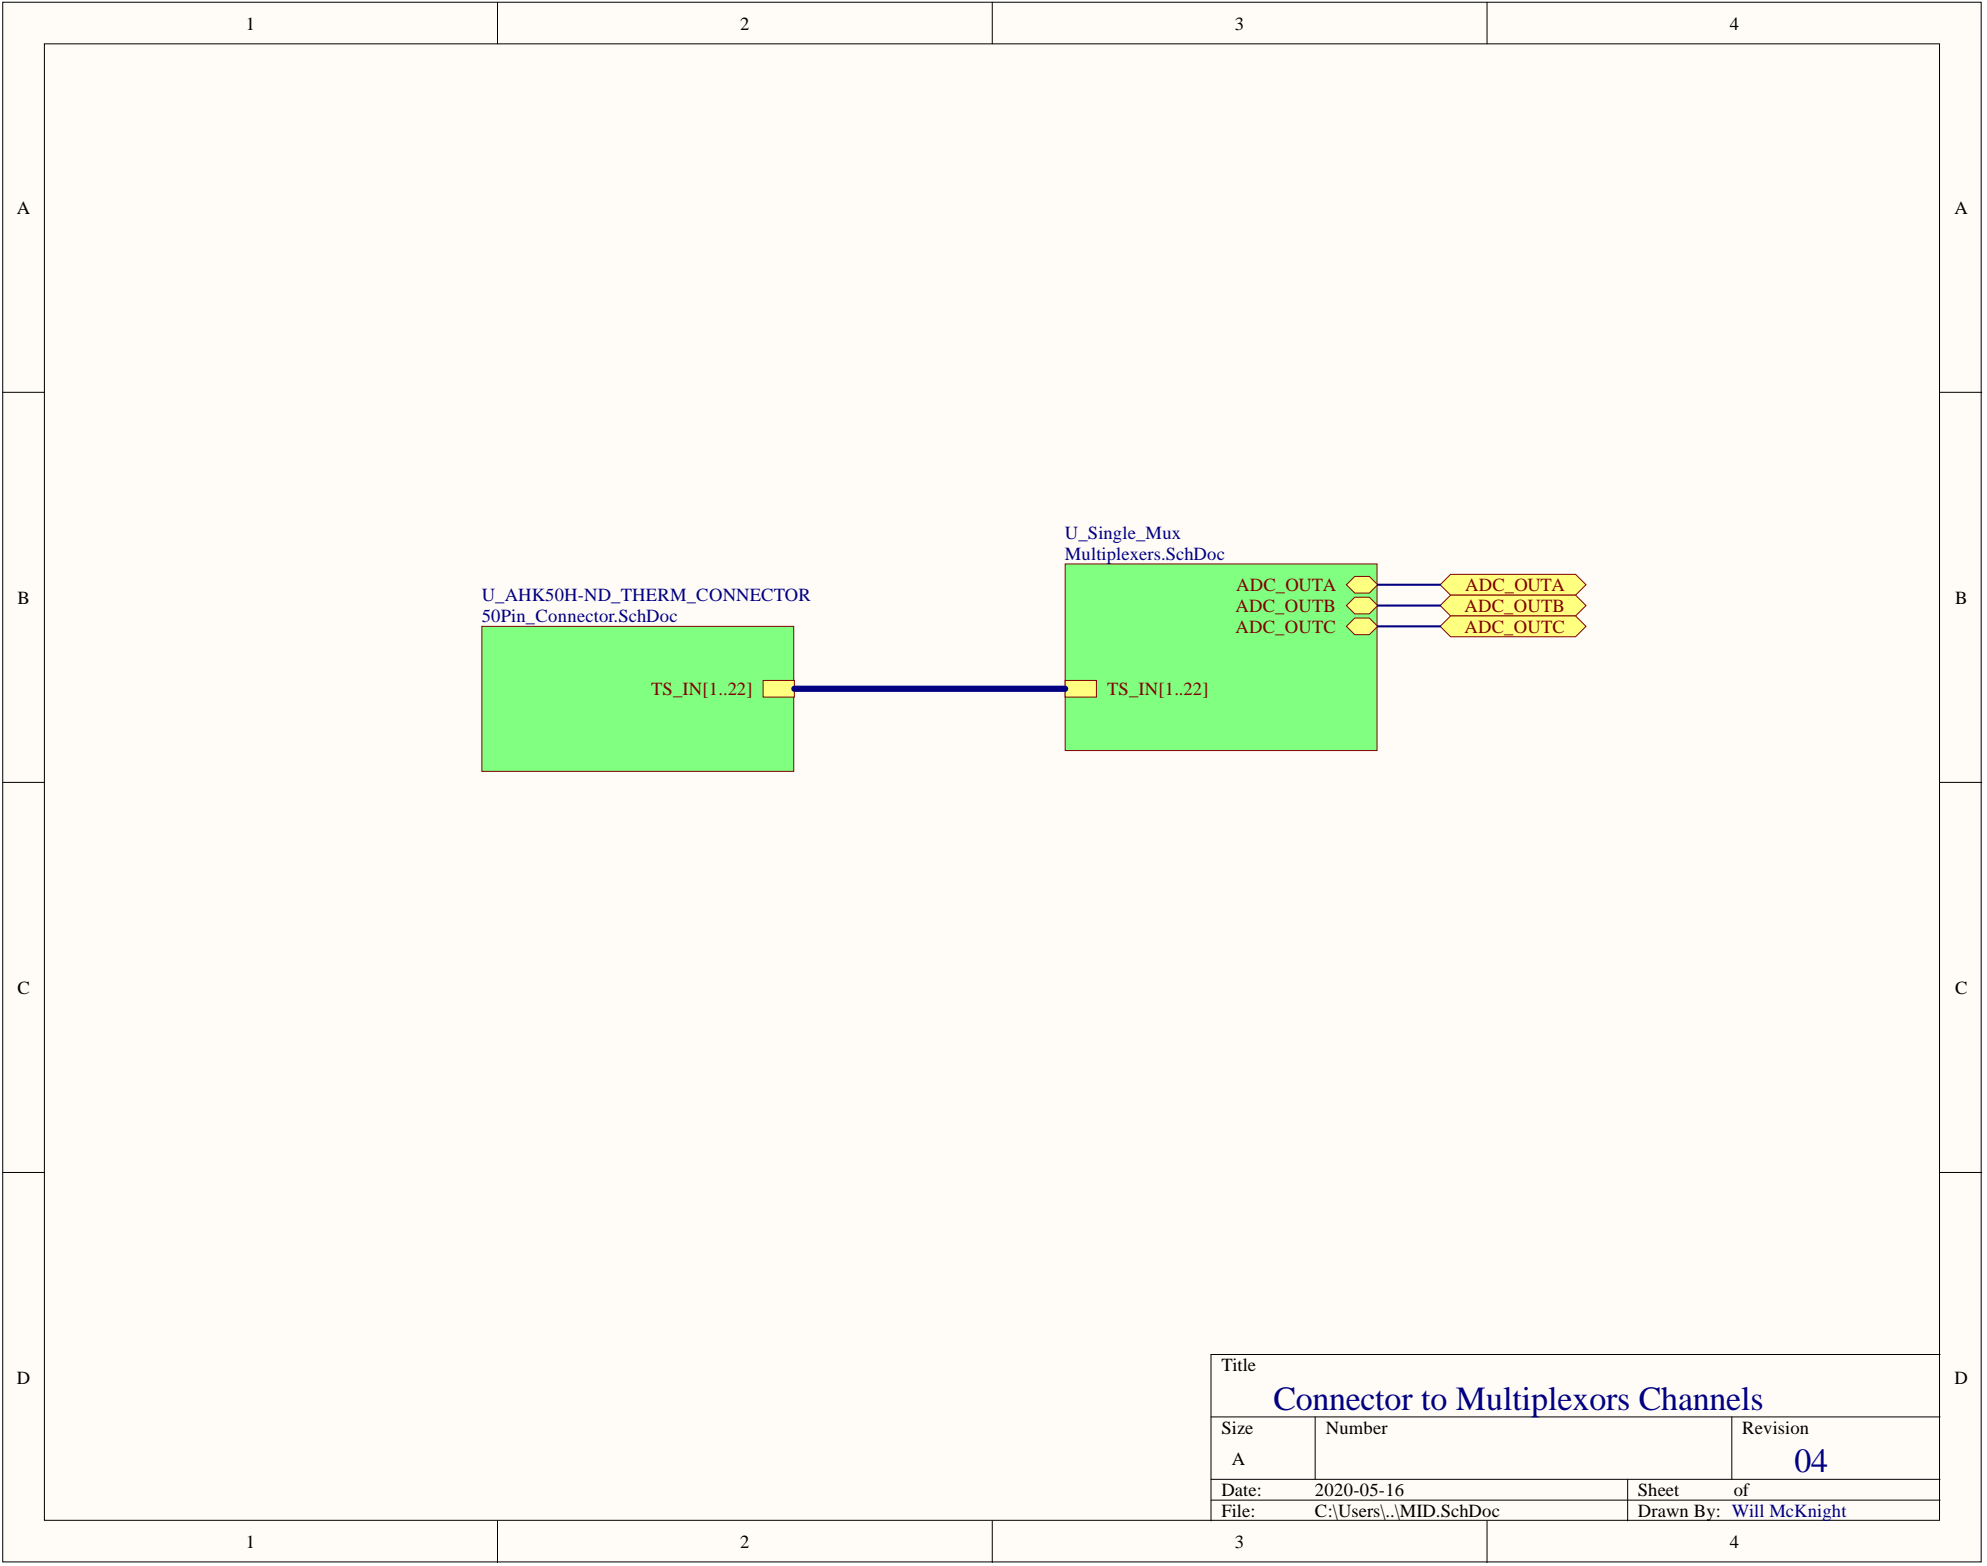 1 2 3 4
A A
U_Single_Mux
Multiplexers.SchDoc
ADC_OUTA ADC_OUTA
B U_AHK50H-ND_THERM_CONNECTOR ADC_OUTB ADC_OUTB B
50Pin_Connector.SchDoc ADC_OUTC ADC_OUTC
TS_IN[1..22] TS_IN[1..22]
C C
Title
D D
Connector to Multiplexors Channels
Size Number Revision
A 04
Date: 2020-05-16 Sheet of
File: C:\Users\..\MID.SchDoc Drawn By: Will McKnight
1 2 3 4